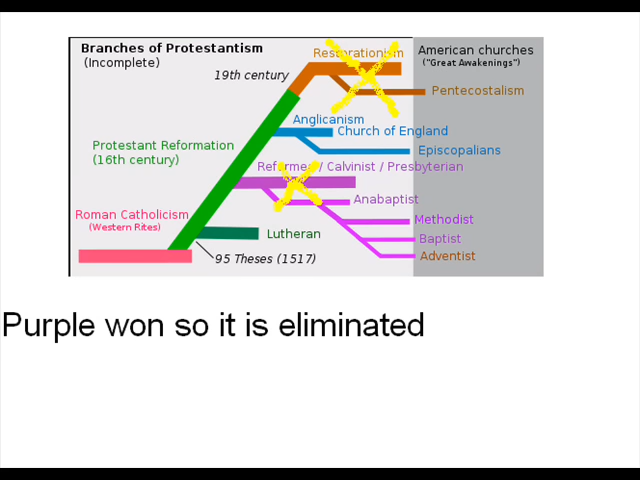 Branches of Protestantism
(Incomplete)
Restorationism
American churches
("Great Awakenings")
19th century
Pentecostalism
Anglicanism
Church of England
Protestant Reformation
(16th century)
Episcopalians
Reformed / Calvinist / Presbyterian
Anabaptist
Roman Catholicism
(Western Rites)
Methodist
Lutheran
Baptist
95 Theses (1517)
Adventist
Purple won so it is eliminated